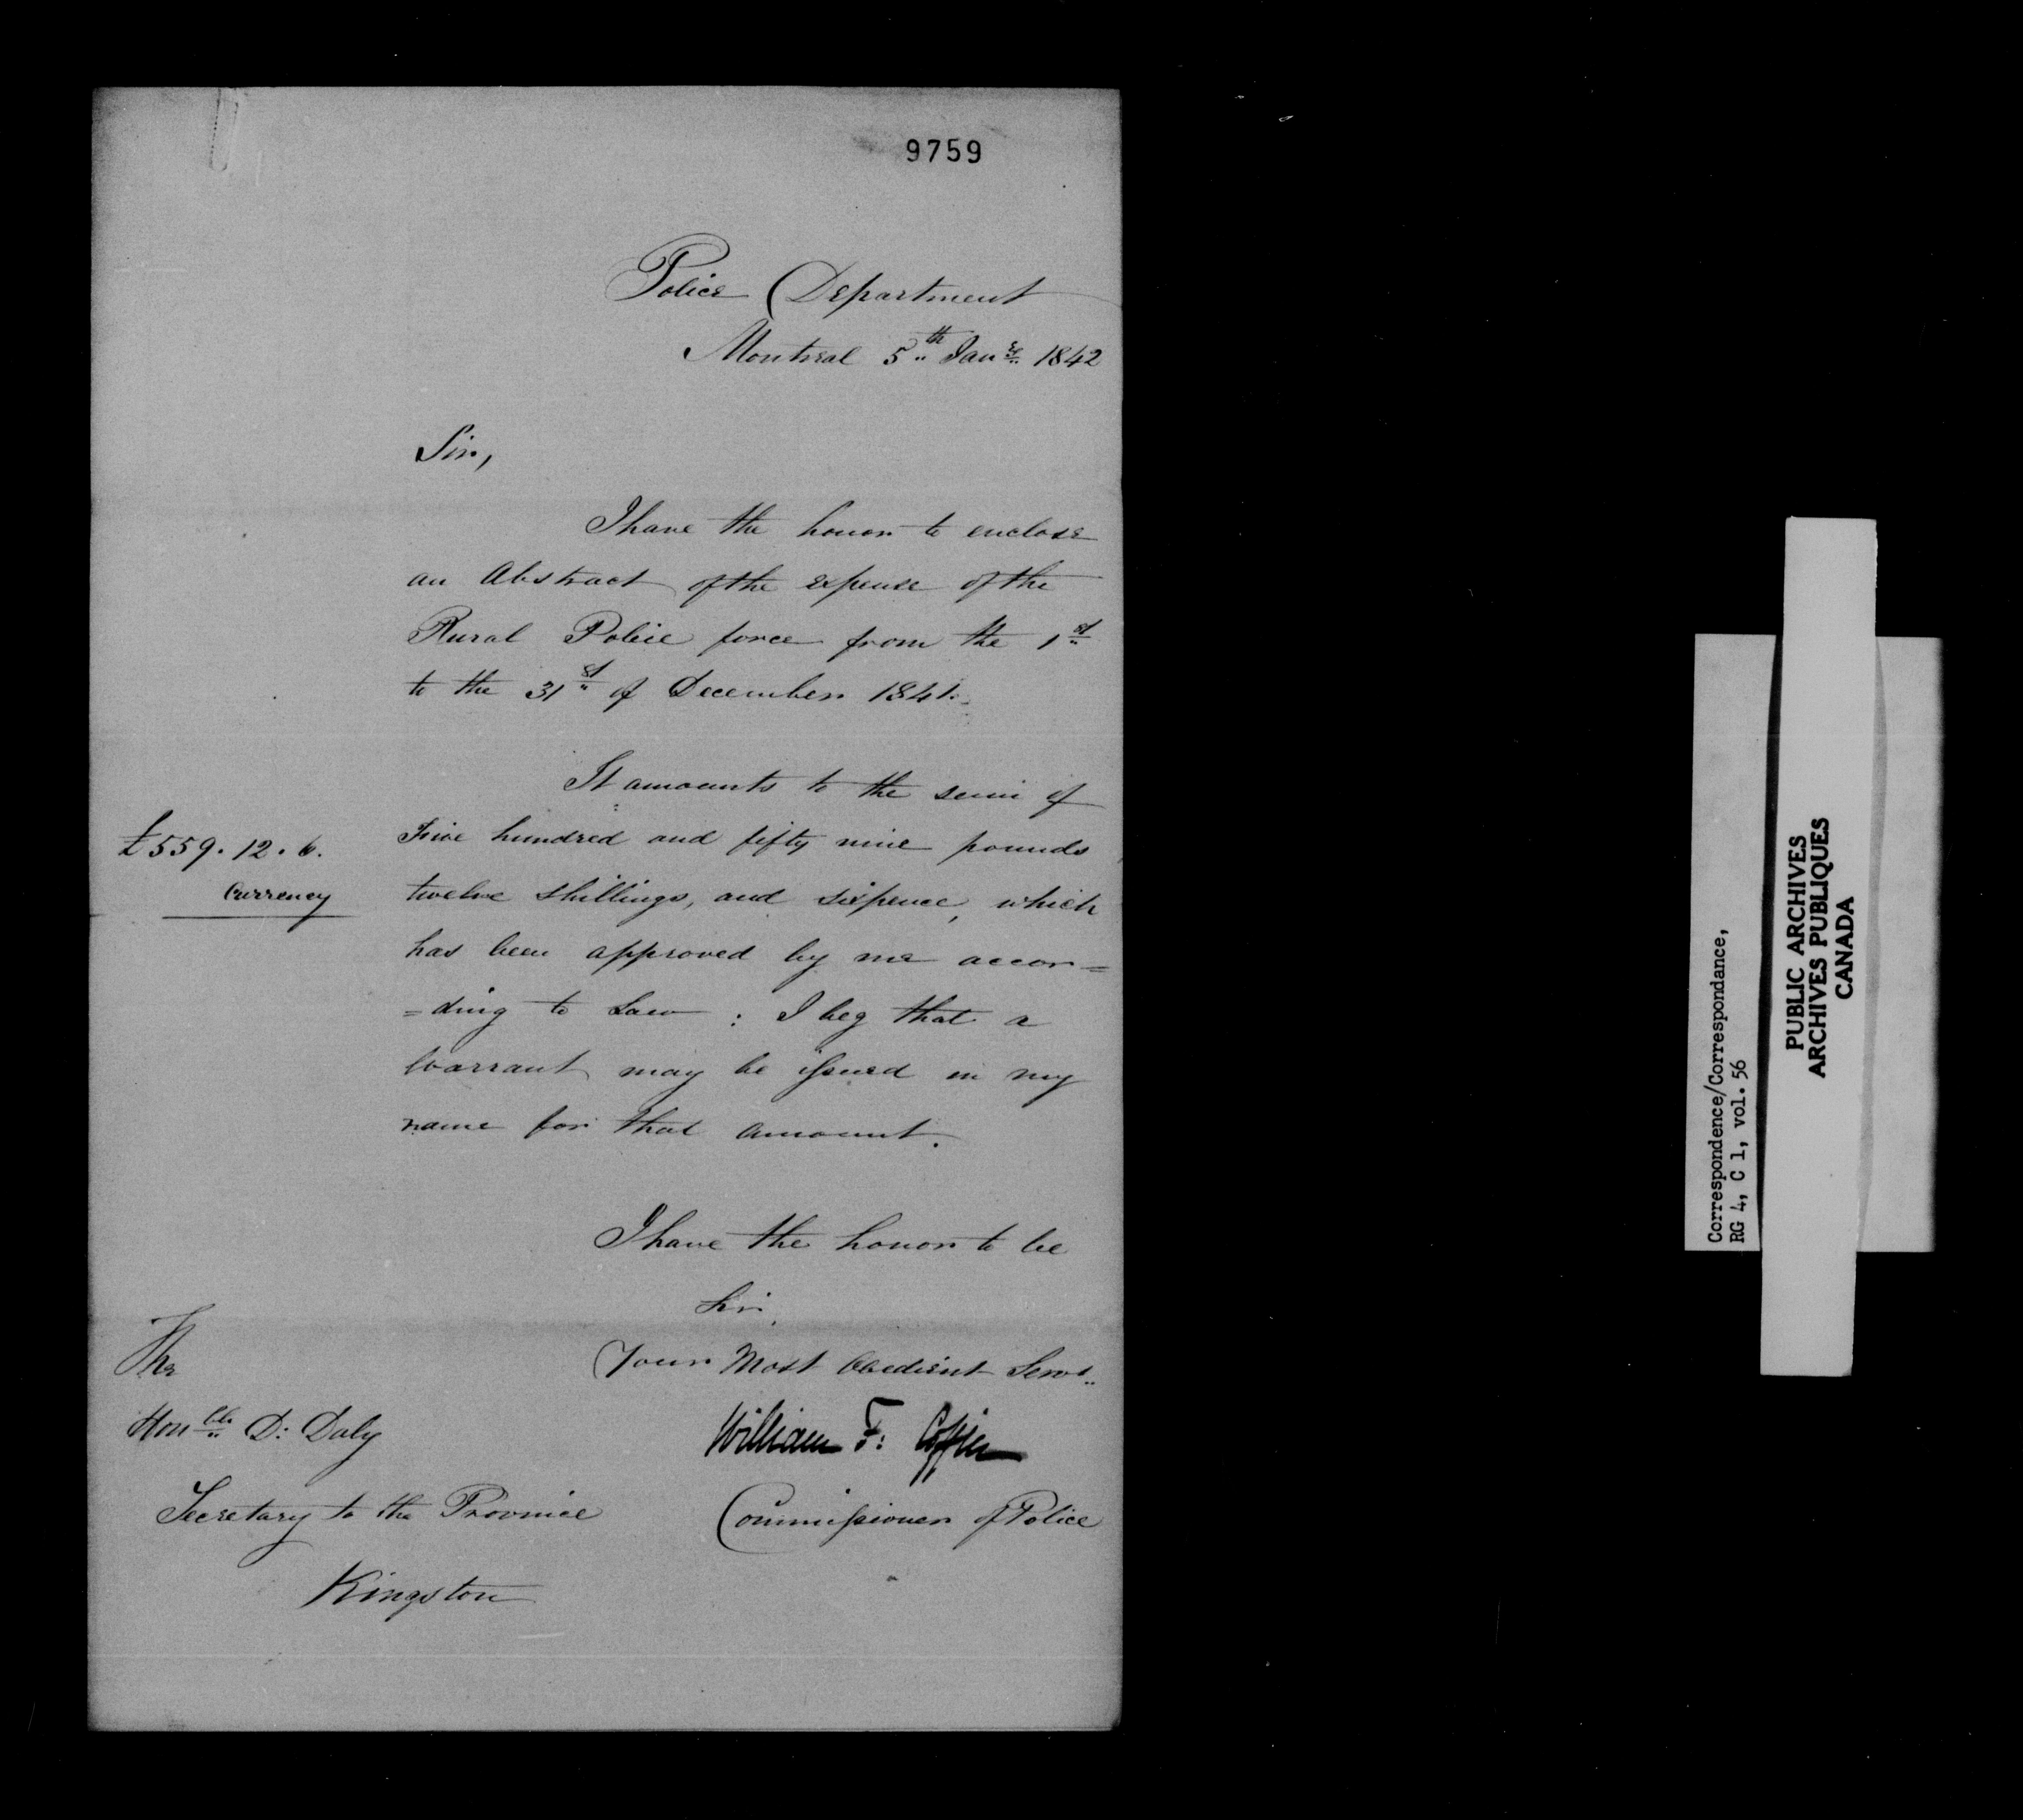 9759
Police Department
Montreal 5th Jany 1842
Sir,
I have the honor to enclose
an Abstract of the expense of the
Rural Police force from the 1st
to the 31st of December 1841.
It amounts to the sum of
Five hundred and fifty nine pounds
£559.12.6.
Currency
twelve shillings, and sixpence, which
has been approved by me accor=
=ding to Law : I beg that a
Warrant may be issued in my
name for that amount.
I have the honor to be
Sir,
Your Most Obedient Servt.
William F: Coffin
Commissioner of Police
The
Honble D: Daly
Secretary to the Province
Kingston
Correspondence/Correspondance,
RG 4, C 1, vol. 56
PUBLIC ARCHIVES
ARCHIVES PUBLIQUES
CANADA